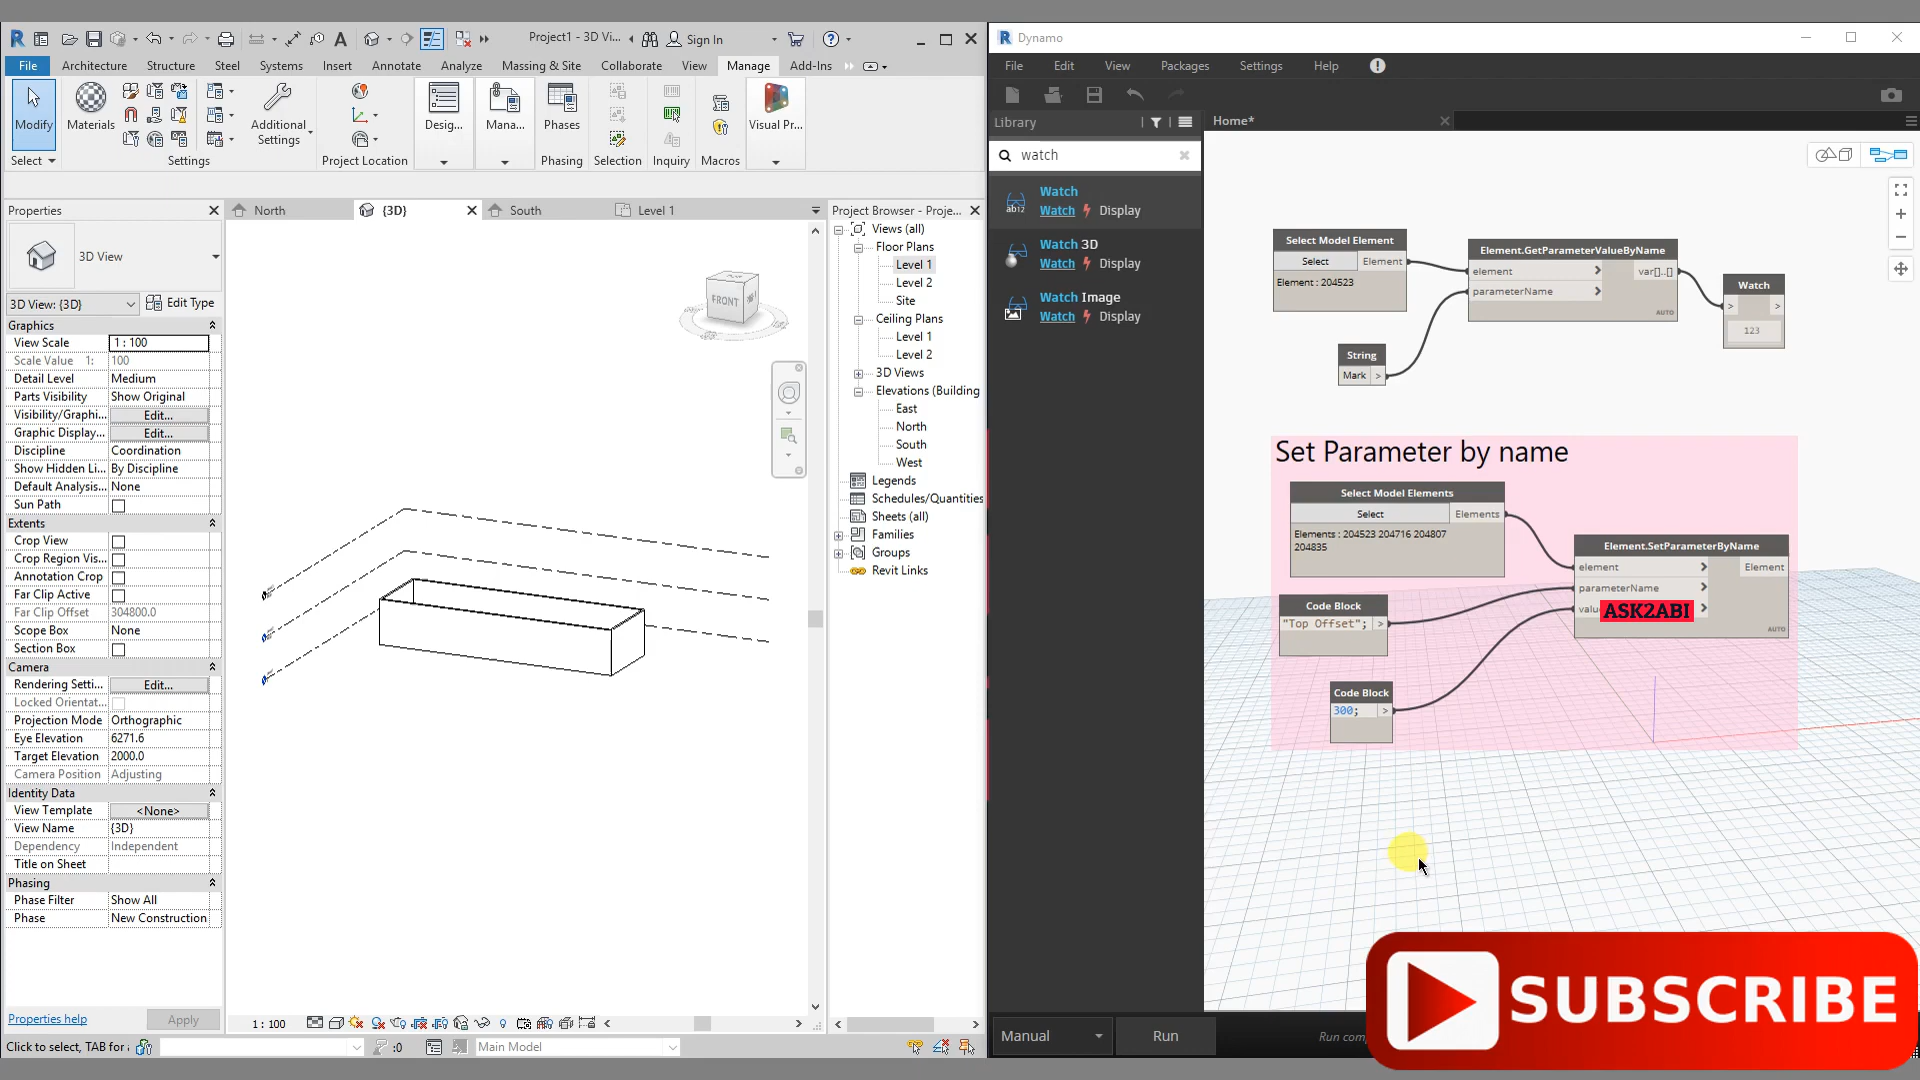 Project1 - 3D Vi...
Sign In
File Architecture Structure Steel Systems Insert Annotate Analyze Massing & Site Collaborate View Manage Add-Ins
Modify
Materials
Additional
Settings
Desig...
Mana...
Phases
Visual Pr...
Select
Settings
Project Location
Phasing
Selection
Inquiry
Macros
Properties
North
{3D}
South
Level 1
3D View
3D View: {3D}
Edit Type
Graphics
View Scale 1 : 100
Scale Value 1: 100
Detail Level Medium
Parts Visibility Show Original
Visibility/Graphi... Edit...
Graphic Display... Edit...
Discipline Coordination
Show Hidden Li... By Discipline
Default Analysis... None
Sun Path
Extents
Crop View
Crop Region Vis...
Annotation Crop
Far Clip Active
Far Clip Offset 304800.0
Scope Box None
Section Box
Camera
Rendering Setti... Edit...
Locked Orientat...
Projection Mode Orthographic
Eye Elevation 6271.6
Target Elevation 2000.0
Camera Position Adjusting
Identity Data
View Template <None>
View Name {3D}
Dependency Independent
Title on Sheet
Phasing
Phase Filter Show All
Phase New Construction
Properties help
Apply
FRONT
1 : 100
Click to select, TAB for
:0
Main Model
Project Browser - Proje...
Views (all)
Floor Plans
Level 1
Level 2
Site
Ceiling Plans
Level 1
Level 2
3D Views
Elevations (Building
East
North
South
West
Legends
Schedules/Quantities
Sheets (all)
Families
Groups
Revit Links
Dynamo
File Edit View Packages Settings Help
Library
Home*
watch
Watch
Watch Display
Watch 3D
Watch Display
Watch Image
Watch Display
Select Model Element
Select
Element
Element : 204523
String
Mark >
Element.GetParameterValueByName
element >
var[]..[]
parameterName >
AUTO
Watch
> >
123
Set Parameter by name
Select Model Elements
Select
Elements
Elements : 204523 204716 204807
204835
Code Block
"Top Offset"; >
Code Block
300; >
Element.SetParameterByName
element >
Element
parameterName >
valu
ASK2ABI
>
AUTO
Manual
Run
Run comp
SUBSCRIBE